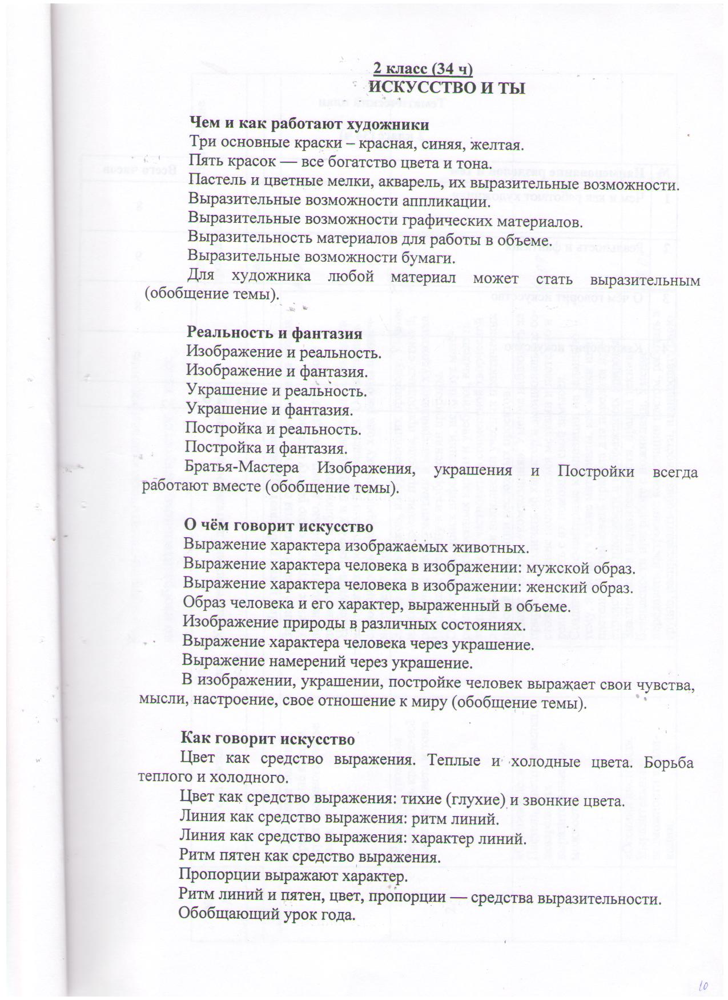 2 класс (34 ч)
ИСКУССТВО И ТЫ
Чем и как работают художники
Три основные краски – красная, синяя, желтая.
Пять красок — все богатство цвета и тона.
Пастель и цветные мелки, акварель, их выразительные возможности.
Выразительные возможности аппликации.
Выразительные возможности графических материалов.
Выразительность материалов для работы в объеме.
Выразительные возможности бумаги.
Для художника любой материал может стать выразительным
(обобщение темы).
Реальность и фантазия
Изображение и реальность.
Изображение и фантазия.
Украшение и реальность.
Украшение и фантазия.
Постройка и реальность.
Постройка и фантазия.
Братья-Мастера Изображения, украшения и Постройки всегда
работают вместе (обобщение темы).
О чём говорит искусство
Выражение характера изображаемых животных.
Выражение характера человека в изображении: мужской образ.
Выражение характера человека в изображении: женский образ.
Образ человека и его характер, выраженный в объеме.
Изображение природы в различных состояниях.
Выражение характера человека через украшение.
Выражение намерений через украшение.
В изображении, украшении, постройке человек выражает свои чувства,
мысли, настроение, свое отношение к миру (обобщение темы).
Как говорит искусство
Цвет как средство выражения. Теплые и холодные цвета. Борьба
теплого и холодного.
Цвет как средство выражения: тихие (глухие) и звонкие цвета.
Линия как средство выражения: ритм линий.
Линия как средство выражения: характер линий.
Ритм пятен как средство выражения.
Пропорции выражают характер.
Ритм линий и пятен, цвет, пропорции — средства выразительности.
Обобщающий урок года.
10